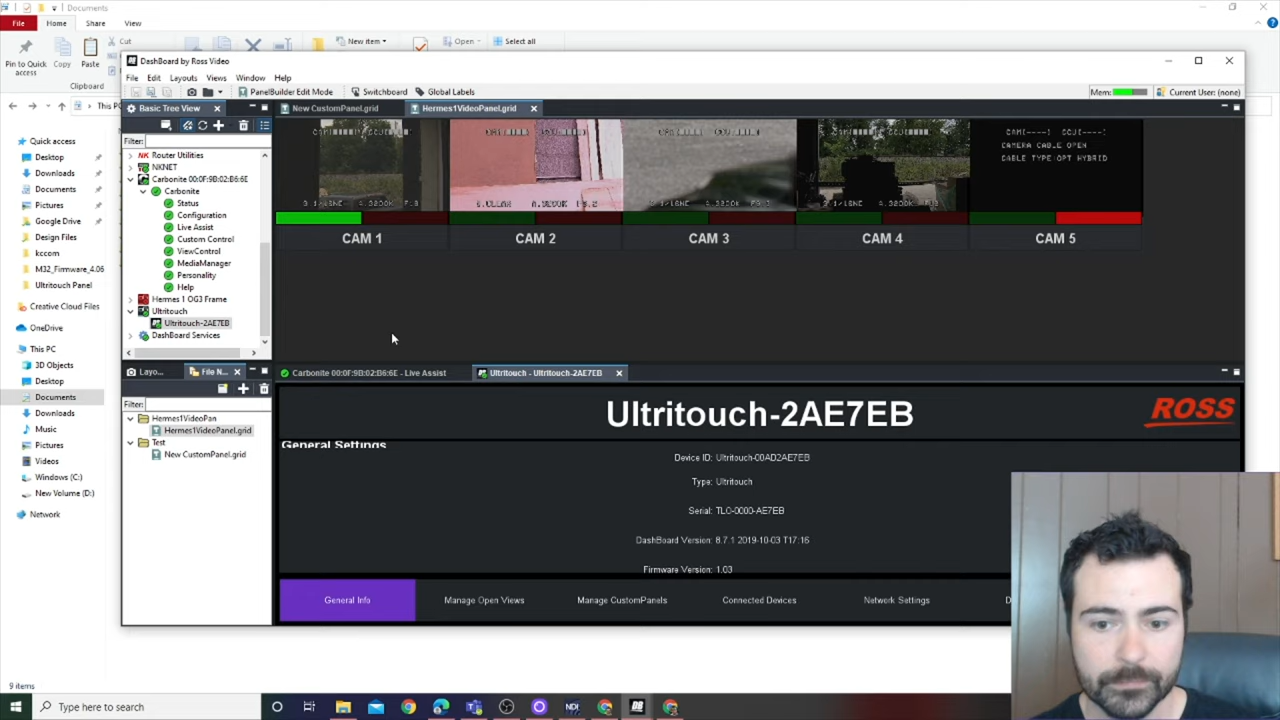 Documents
File
Home
Share
View
Pin to Quick access
Copy
Paste
Cut
Clipboard
New item
Open
Select all
This PC
DashBoard by Ross Video
File Edit Layouts Views Window Help
PanelBuilder Edit Mode
Switchboard
Global Labels
Mem:
Current User: (none)
Basic Tree View
New CustomPanel.grid
Hermes1VideoPanel.grid
Filter:
Router Utilities
NKNET
Carbonite 00:0F:9B:02:B6:6E
Carbonite
Status
Configuration
Live Assist
Custom Control
ViewControl
MediaManager
Personality
Help
Hermes 1 OG3 Frame
Ultritouch
Ultritouch-2AE7EB
DashBoard Services
CAMERA CABLE OPEN
CABLE TYPE:OPT HYBRID
CAM 1
CAM 2
CAM 3
CAM 4
CAM 5
Quick access
Desktop
Downloads
Documents
Pictures
Google Drive
Design Files
kccom
M32_Firmware_4.06
Ultritouch Panel
Creative Cloud Files
OneDrive
This PC
3D Objects
Desktop
Documents
Downloads
Music
Pictures
Videos
Windows (C:)
New Volume (D:)
Network
Layo...
File N...
Filter:
Hermes1VideoPan
Hermes1VideoPanel.grid
Test
New CustomPanel.grid
Carbonite 00:0F:9B:02:B6:6E - Live Assist
Ultritouch - Ultritouch-2AE7EB
Ultritouch-2AE7EB
ROSS
General Settings
Device ID: Ultritouch-00AD2AE7EB
Type: Ultritouch
Serial: TLC-0000-AE7EB
DashBoard Version: 8.7.1 2019-10-03 T17:16
Firmware Version: 1.03
General Info
Manage Open Views
Manage CustomPanels
Connected Devices
Network Settings
9 items
Type here to search